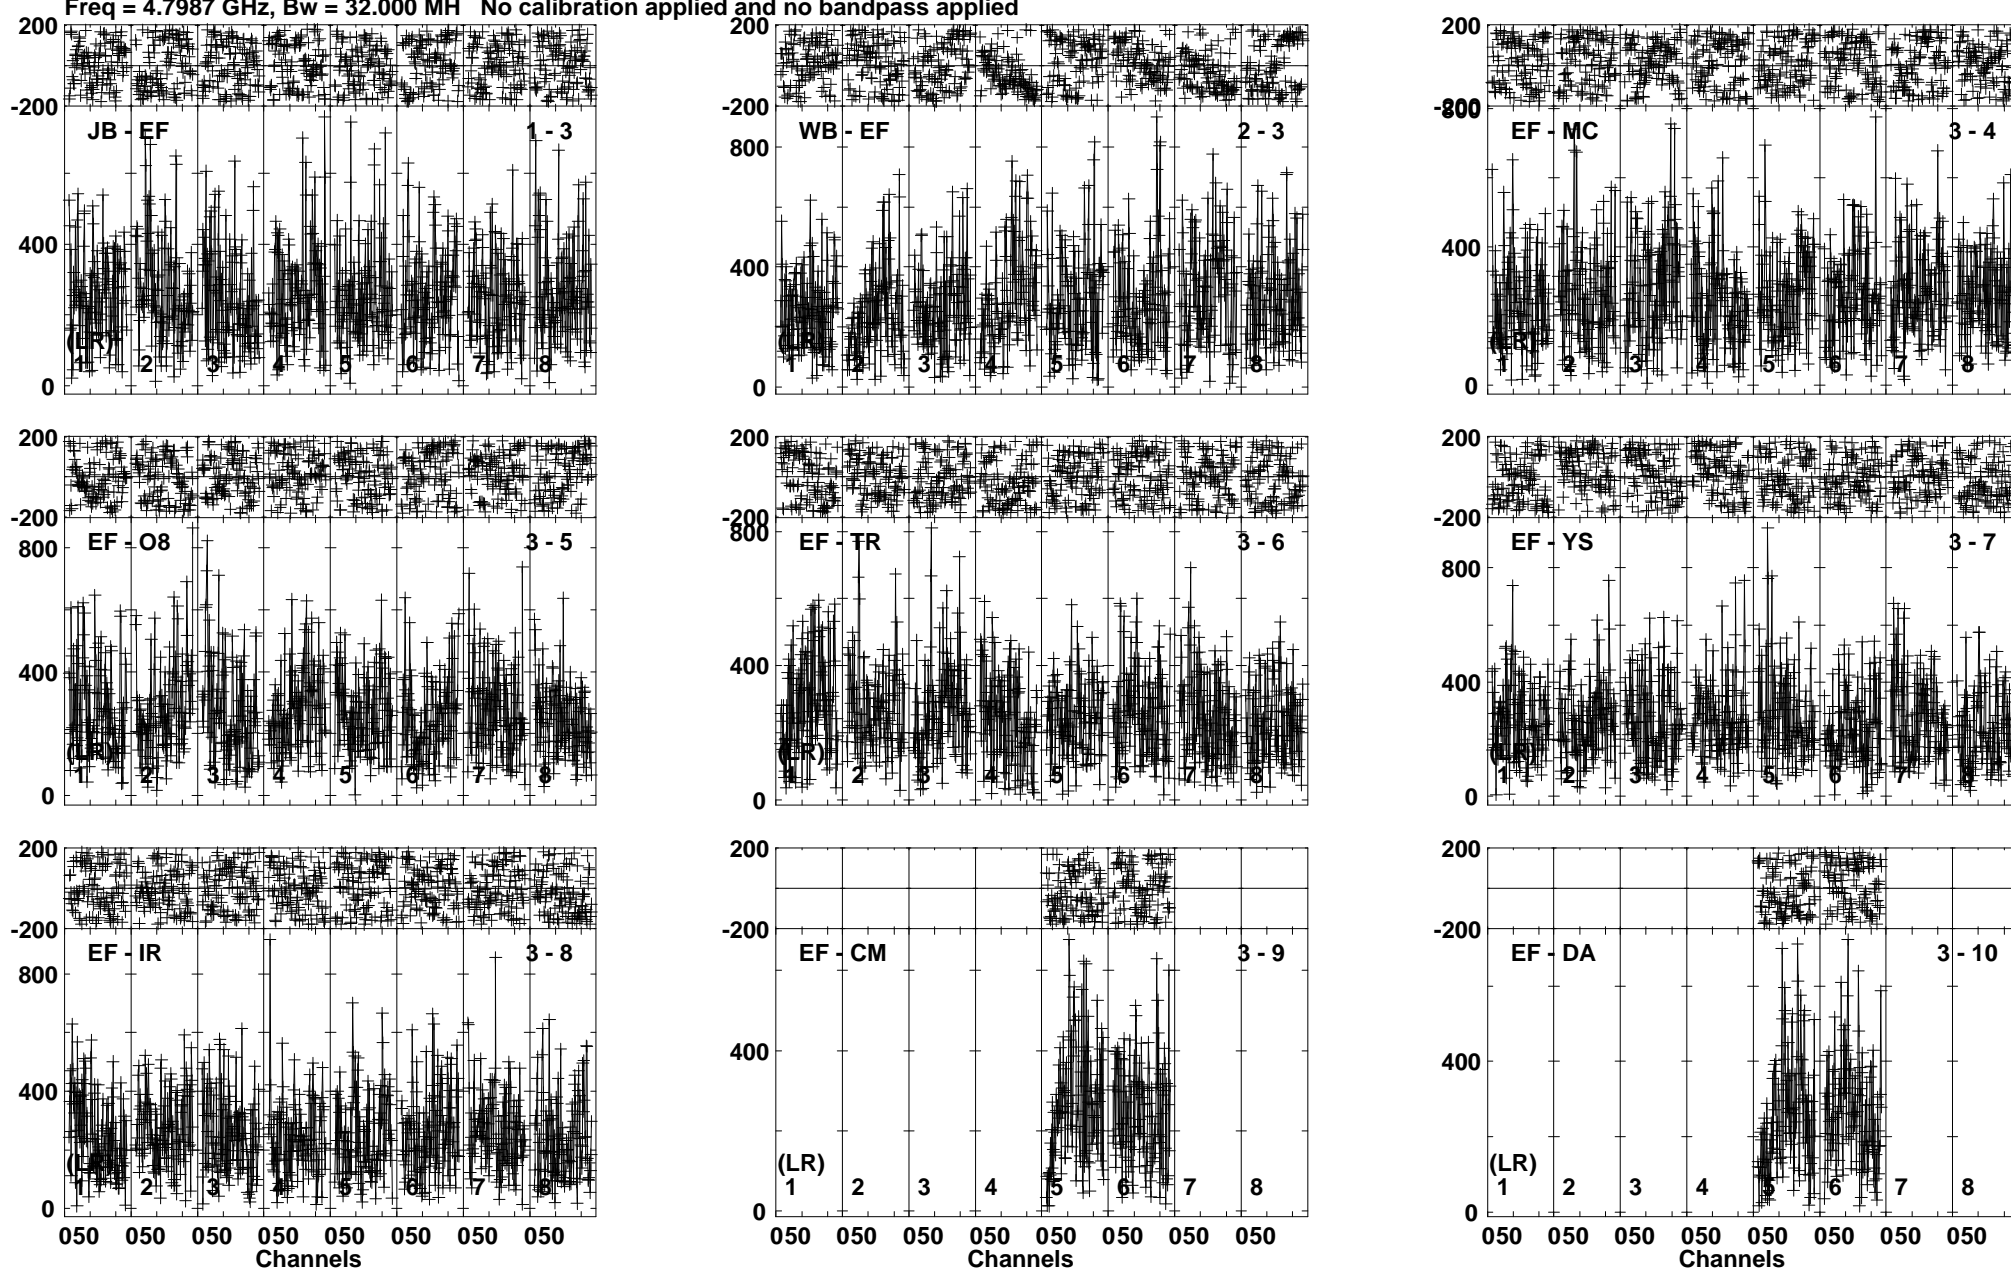 Freq = 4.7987 GHz, Bw = 32.000 MH No calibration applied and no bandpass applied
200
-200
JB - EF 1 - 3
400
(LR)
1 2 3 4 5 6 7 8
0
200
-200
WB - EF 2 - 3
800
400
(LR)
1 2 3 4 5 6 7 8
0
200
-200
800
EF - MC 3 - 4
400
(LR)
1 2 3 4 5 6 7 8
0
200
-200
EF - O8 3 - 5
800
400
(LR)
1 2 3 4 5 6 7 8
0
200
-200
800
EF - TR 3 - 6
400
(LR)
1 2 3 4 5 6 7 8
0
200
-200
EF - YS 3 - 7
800
400
(LR)
1 2 3 4 5 6 7 8
0
200
-200
EF - IR 3 - 8
800
400
(LR)
1 2 3 4 5 6 7 8
0
050 050 050 050 050 050 050 050
Channels
200
-200
EF - CM 3 - 9
400
(LR)
1 2 3 4 5 6 7 8
0
050 050 050 050 050 050 050 050
Channels
200
-200
EF - DA 3 - 10
400
(LR)
1 2 3 4 5 6 7 8
0
050 050 050 050 050 050 050 050
Channels